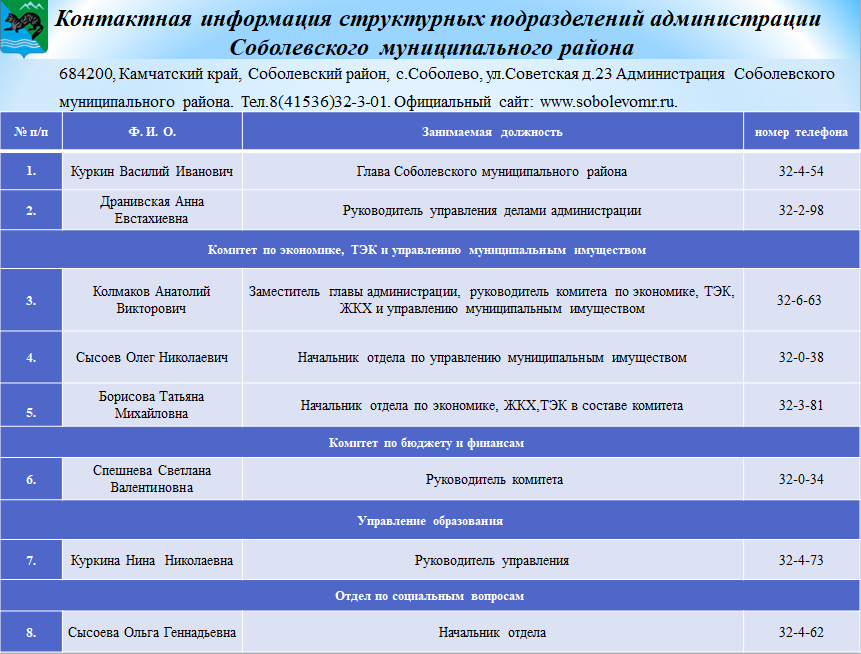 Контактная информация структурных подразделений администрации
Соболевского муниципального района
684200, Камчатский край, Соболевский район, с.Соболево, ул.Советская д.23 Администрация Соболевского
муниципального района. Тел.8(41536)32-3-01. Официальный сайт: www.sobolevomr.ru.
№ п/п Ф. И. О. Занимаемая должность номер телефона
1. Куркин Василий Иванович Глава Соболевского муниципального района 32-4-54
2. Дранивская Анна
Евстахиевна Руководитель управления делами администрации 32-2-98
Комитет по экономике, ТЭК и управлению муниципальным имуществом
3. Колмаков Анатолий
Викторович Заместитель главы администрации, руководитель комитета по экономике, ТЭК,
ЖКХ и управлению муниципальным имуществом 32-6-63
4. Сысоев Олег Николаевич Начальник отдела по управлению муниципальным имуществом 32-0-38
5. Борисова Татьяна
Михайловна Начальник отдела по экономике, ЖКХ,ТЭК в составе комитета 32-3-81
Комитет по бюджету и финансам
6. Спешнева Светлана
Валентиновна Руководитель комитета 32-0-34
Управление образования
7. Куркина Нина Николаевна Руководитель управления 32-4-73
Отдел по социальным вопросам
8. Сысоева Ольга Геннадьевна Начальник отдела 32-4-62